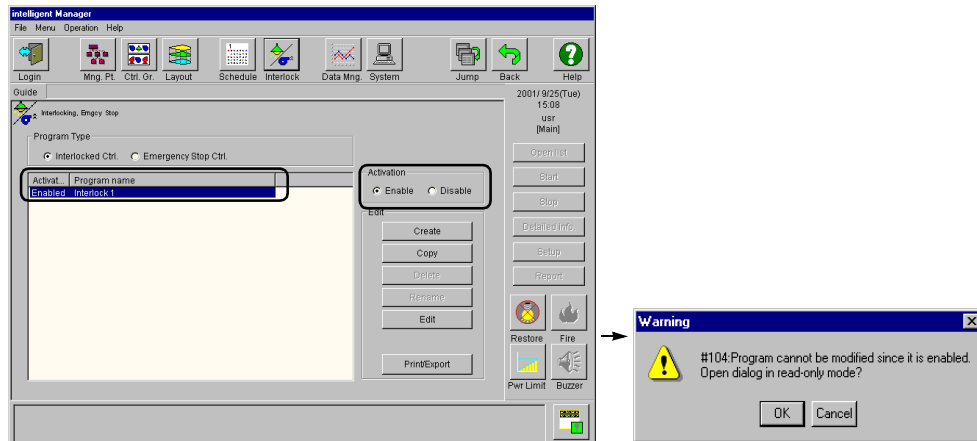 intelligent Manager
File Menu Operation Help
Login Mng. Pt. Ctrl. Gr. Layout Schedule Interlock Data Mng. System Jump Back Help
Guide
2001/ 9/25(Tue)
15:08
usr
[Main]
Interlocking, Emgcy Stop
Program Type
Interlocked Ctrl. Emergency Stop Ctrl.
Activat... Program name
Enabled Interlock 1
Activation
Enable Disable
Edit
Create
Copy
Delete
Rename
Edit
Print/Export
Open list
Start
Stop
Detailed info.
Setup
Report
Restore Fire
Pwr Limit Buzzer
Warning
#104:Program cannot be modified since it is enabled.
Open dialog in read-only mode?
OK Cancel